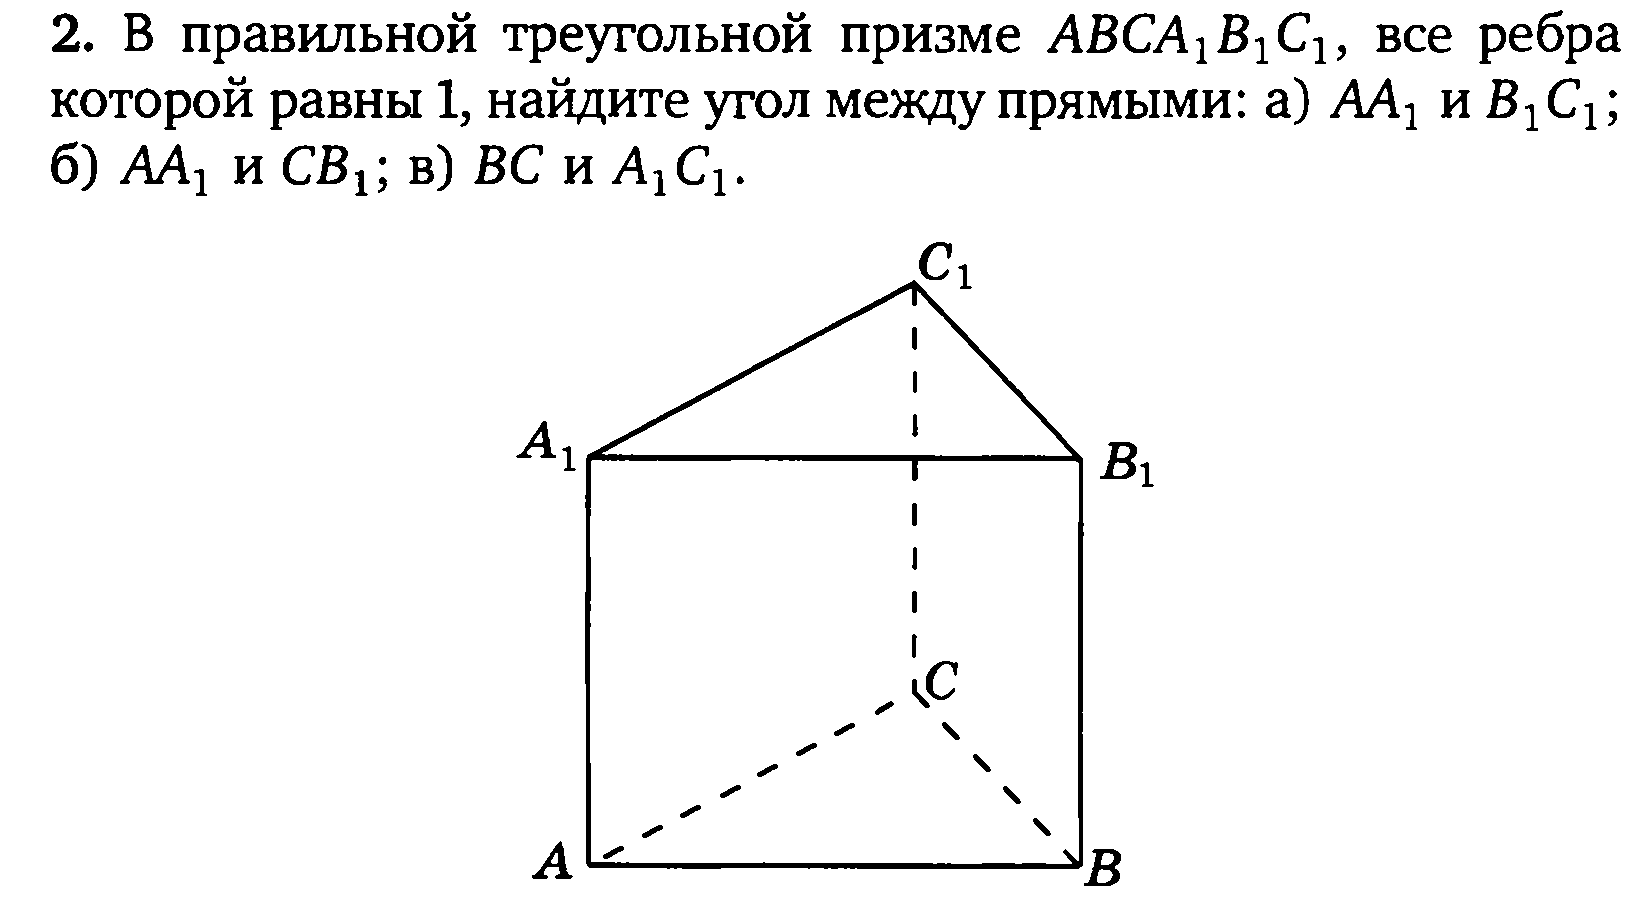 2. В правильной треугольной призме ABCA₁B₁C₁, все ребра
которой равны 1, найдите угол между прямыми: а) AA₁ и B₁C₁;
б) AA₁ и CB₁; в) BC и A₁C₁.
C₁
A₁
B₁
C
A
B